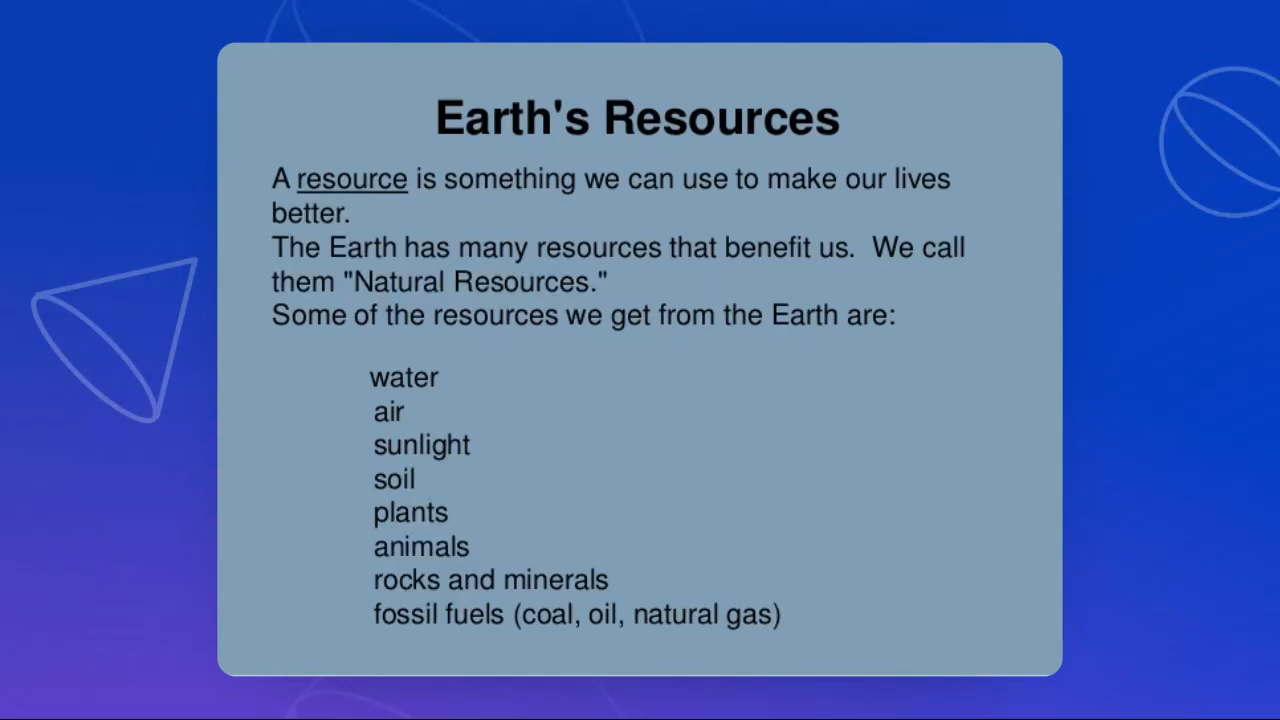 Earth's Resources
A resource is something we can use to make our lives
better.
The Earth has many resources that benefit us.  We call
them "Natural Resources."
Some of the resources we get from the Earth are:
water
air
sunlight
soil
plants
animals
rocks and minerals
fossil fuels (coal, oil, natural gas)